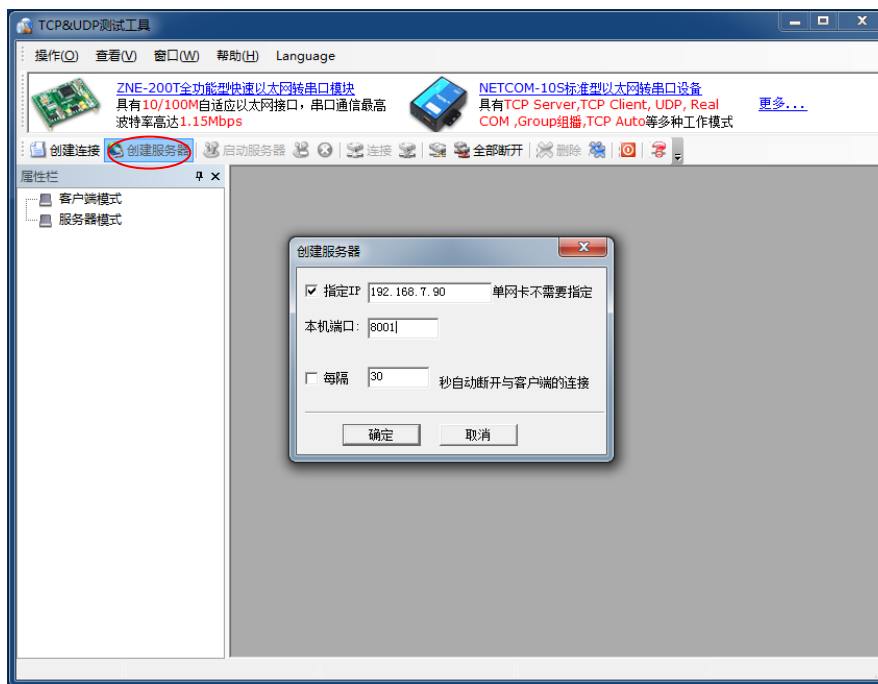 TCP&UDP测试工具
操作(O) 查看(V) 窗口(W) 帮助(H) Language
ZNE-200T全功能型快速以太网转串口模块
具有10/100M自适应以太网接口，串口通信最高
波特率高达1.15Mbps
NETCOM-10S标准型以太网转串口设备
具有TCP Server,TCP Client, UDP, Real
COM ,Group组播,TCP Auto等多种工作模式
更多...
创建连接 创建服务器 启动服务器 连接 全部断开 删除
属性栏
客户端模式
服务器模式
创建服务器
指定IP 192.168.7.90 单网卡不需要指定
本机端口: 8001
每隔 30 秒自动断开与客户端的连接
确定 取消